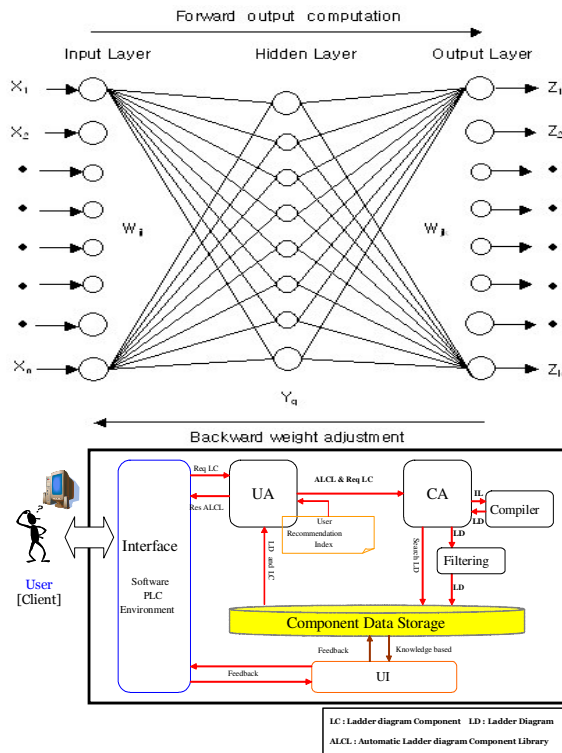 Forward output computation
Input Layer Hidden Layer Output Layer
X₁ Z₁
X₂ Z₂
Wᵢⱼ
Xₙ
Y_q
Backward weight adjustment
Req LC
Res ALCL
UA
ALCL & Req LC
CA
IL
LD
Compiler
User
Recommendation
Index
LD and LC
Search LD
LD
Filtering
LD
Interface
Software
PLC
Environment
User
[Client]
Component Data Storage
Feedback
Knowledge based
Feedback
UI
LC : Ladder diagram Component LD : Ladder Diagram
ALCL : Automatic Ladder diagram Component Library